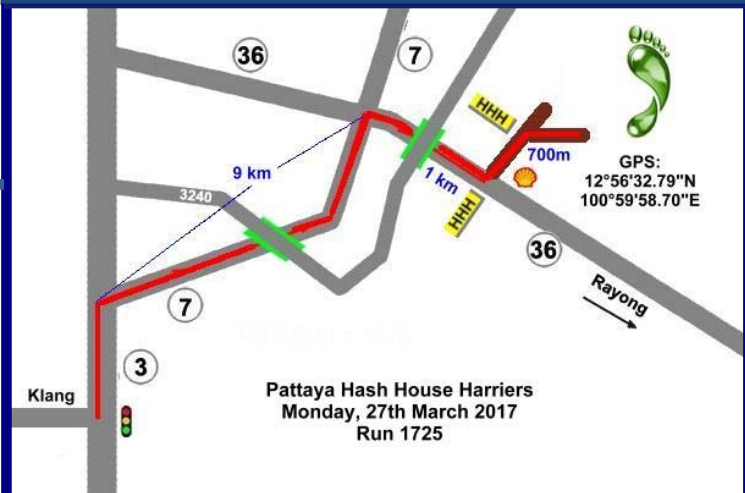 36
7
HHH
9 km
700m
GPS:
12°56'32.79"N
100°59'58.70"E
1 km
3240
HHH
36
7
Rayong
3
Klang
Pattaya Hash House Harriers
Monday, 27th March 2017
Run 1725